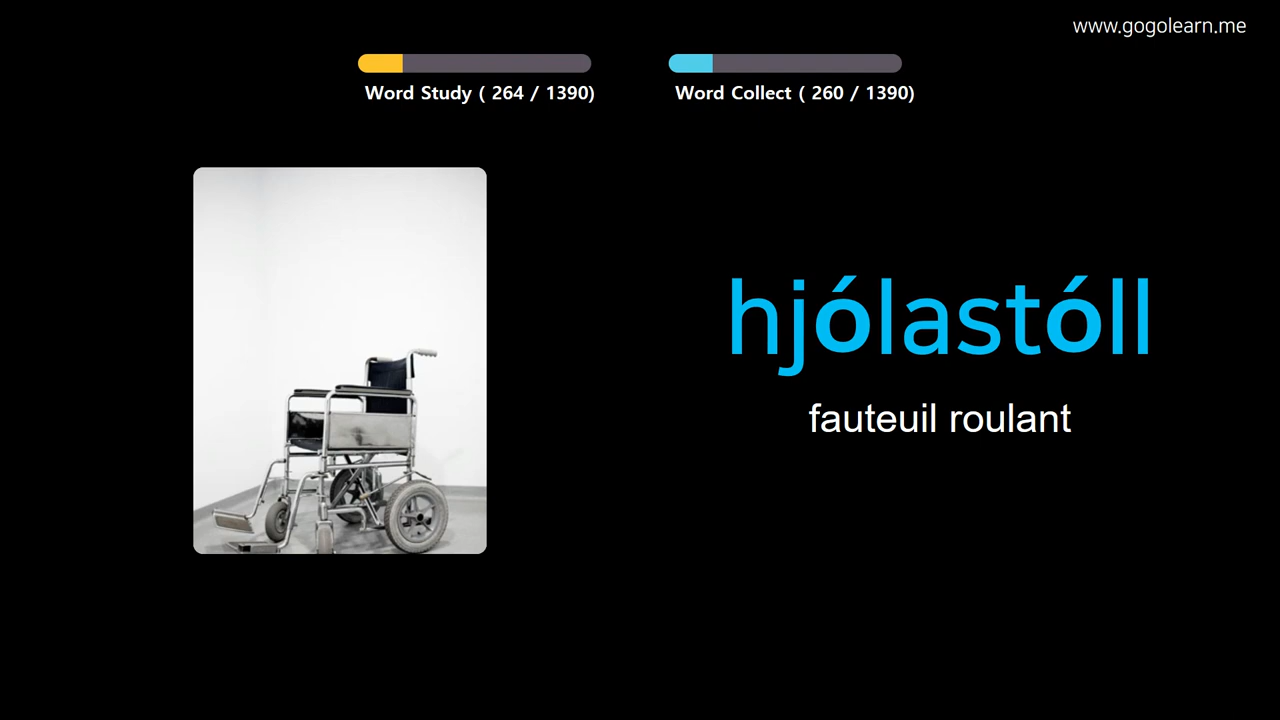 www.gogolearn.me
Word Study ( 264 / 1390)
Word Collect ( 260 / 1390)
hjólastóll
fauteuil roulant